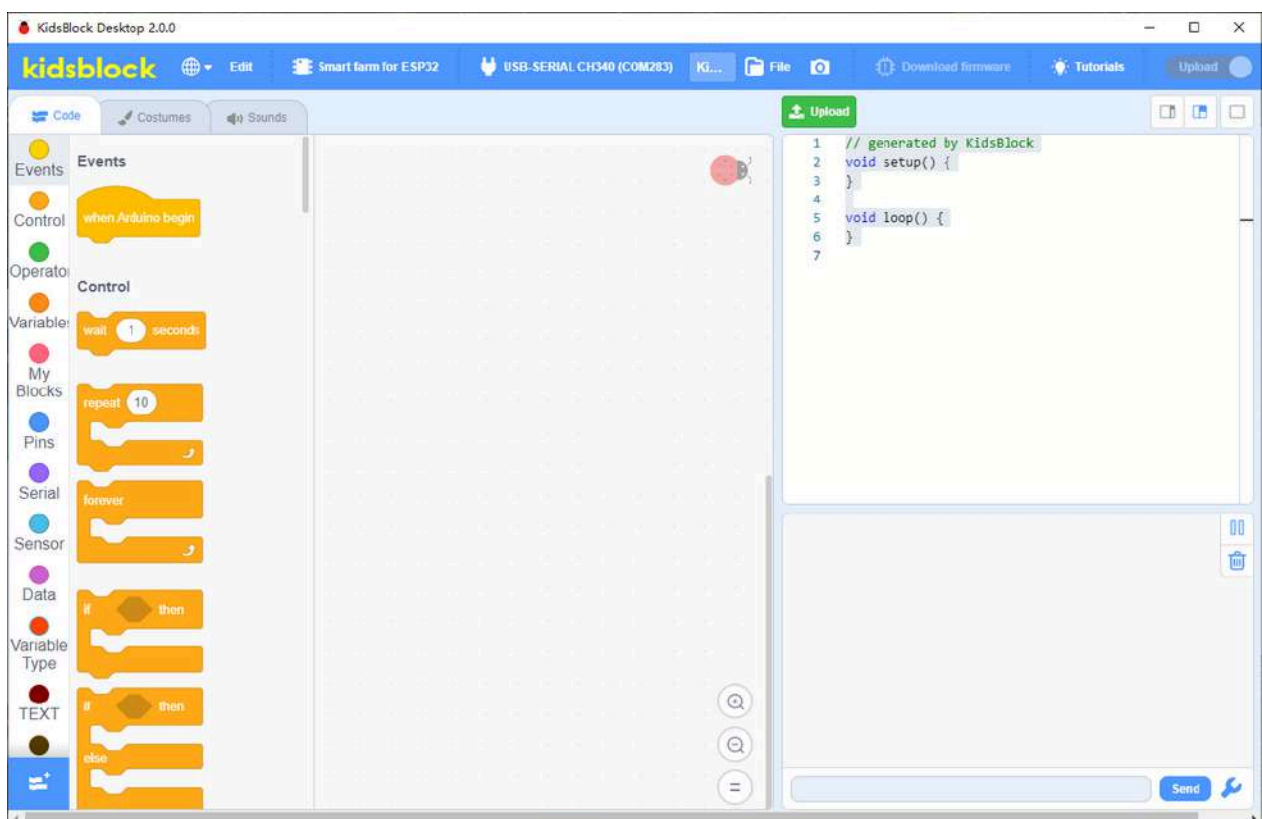 KidsBlock Desktop 2.0.0
kidsblock Edit Smart farm for ESP32 USB-SERIAL CH340 (COM283) Ki... File Download firmware Tutorials Upload
Code Costumes Sounds
Upload
Events
Control
Operator
Variables
My
Blocks
Pins
Serial
Sensor
Data
Variable
Type
TEXT
Events
when Arduino begin
Control
wait 1 seconds
repeat 10
forever
if then
if then
else
1 // generated by KidsBlock
2 void setup() {
3 }
4
5 void loop() {
6 }
7
Send